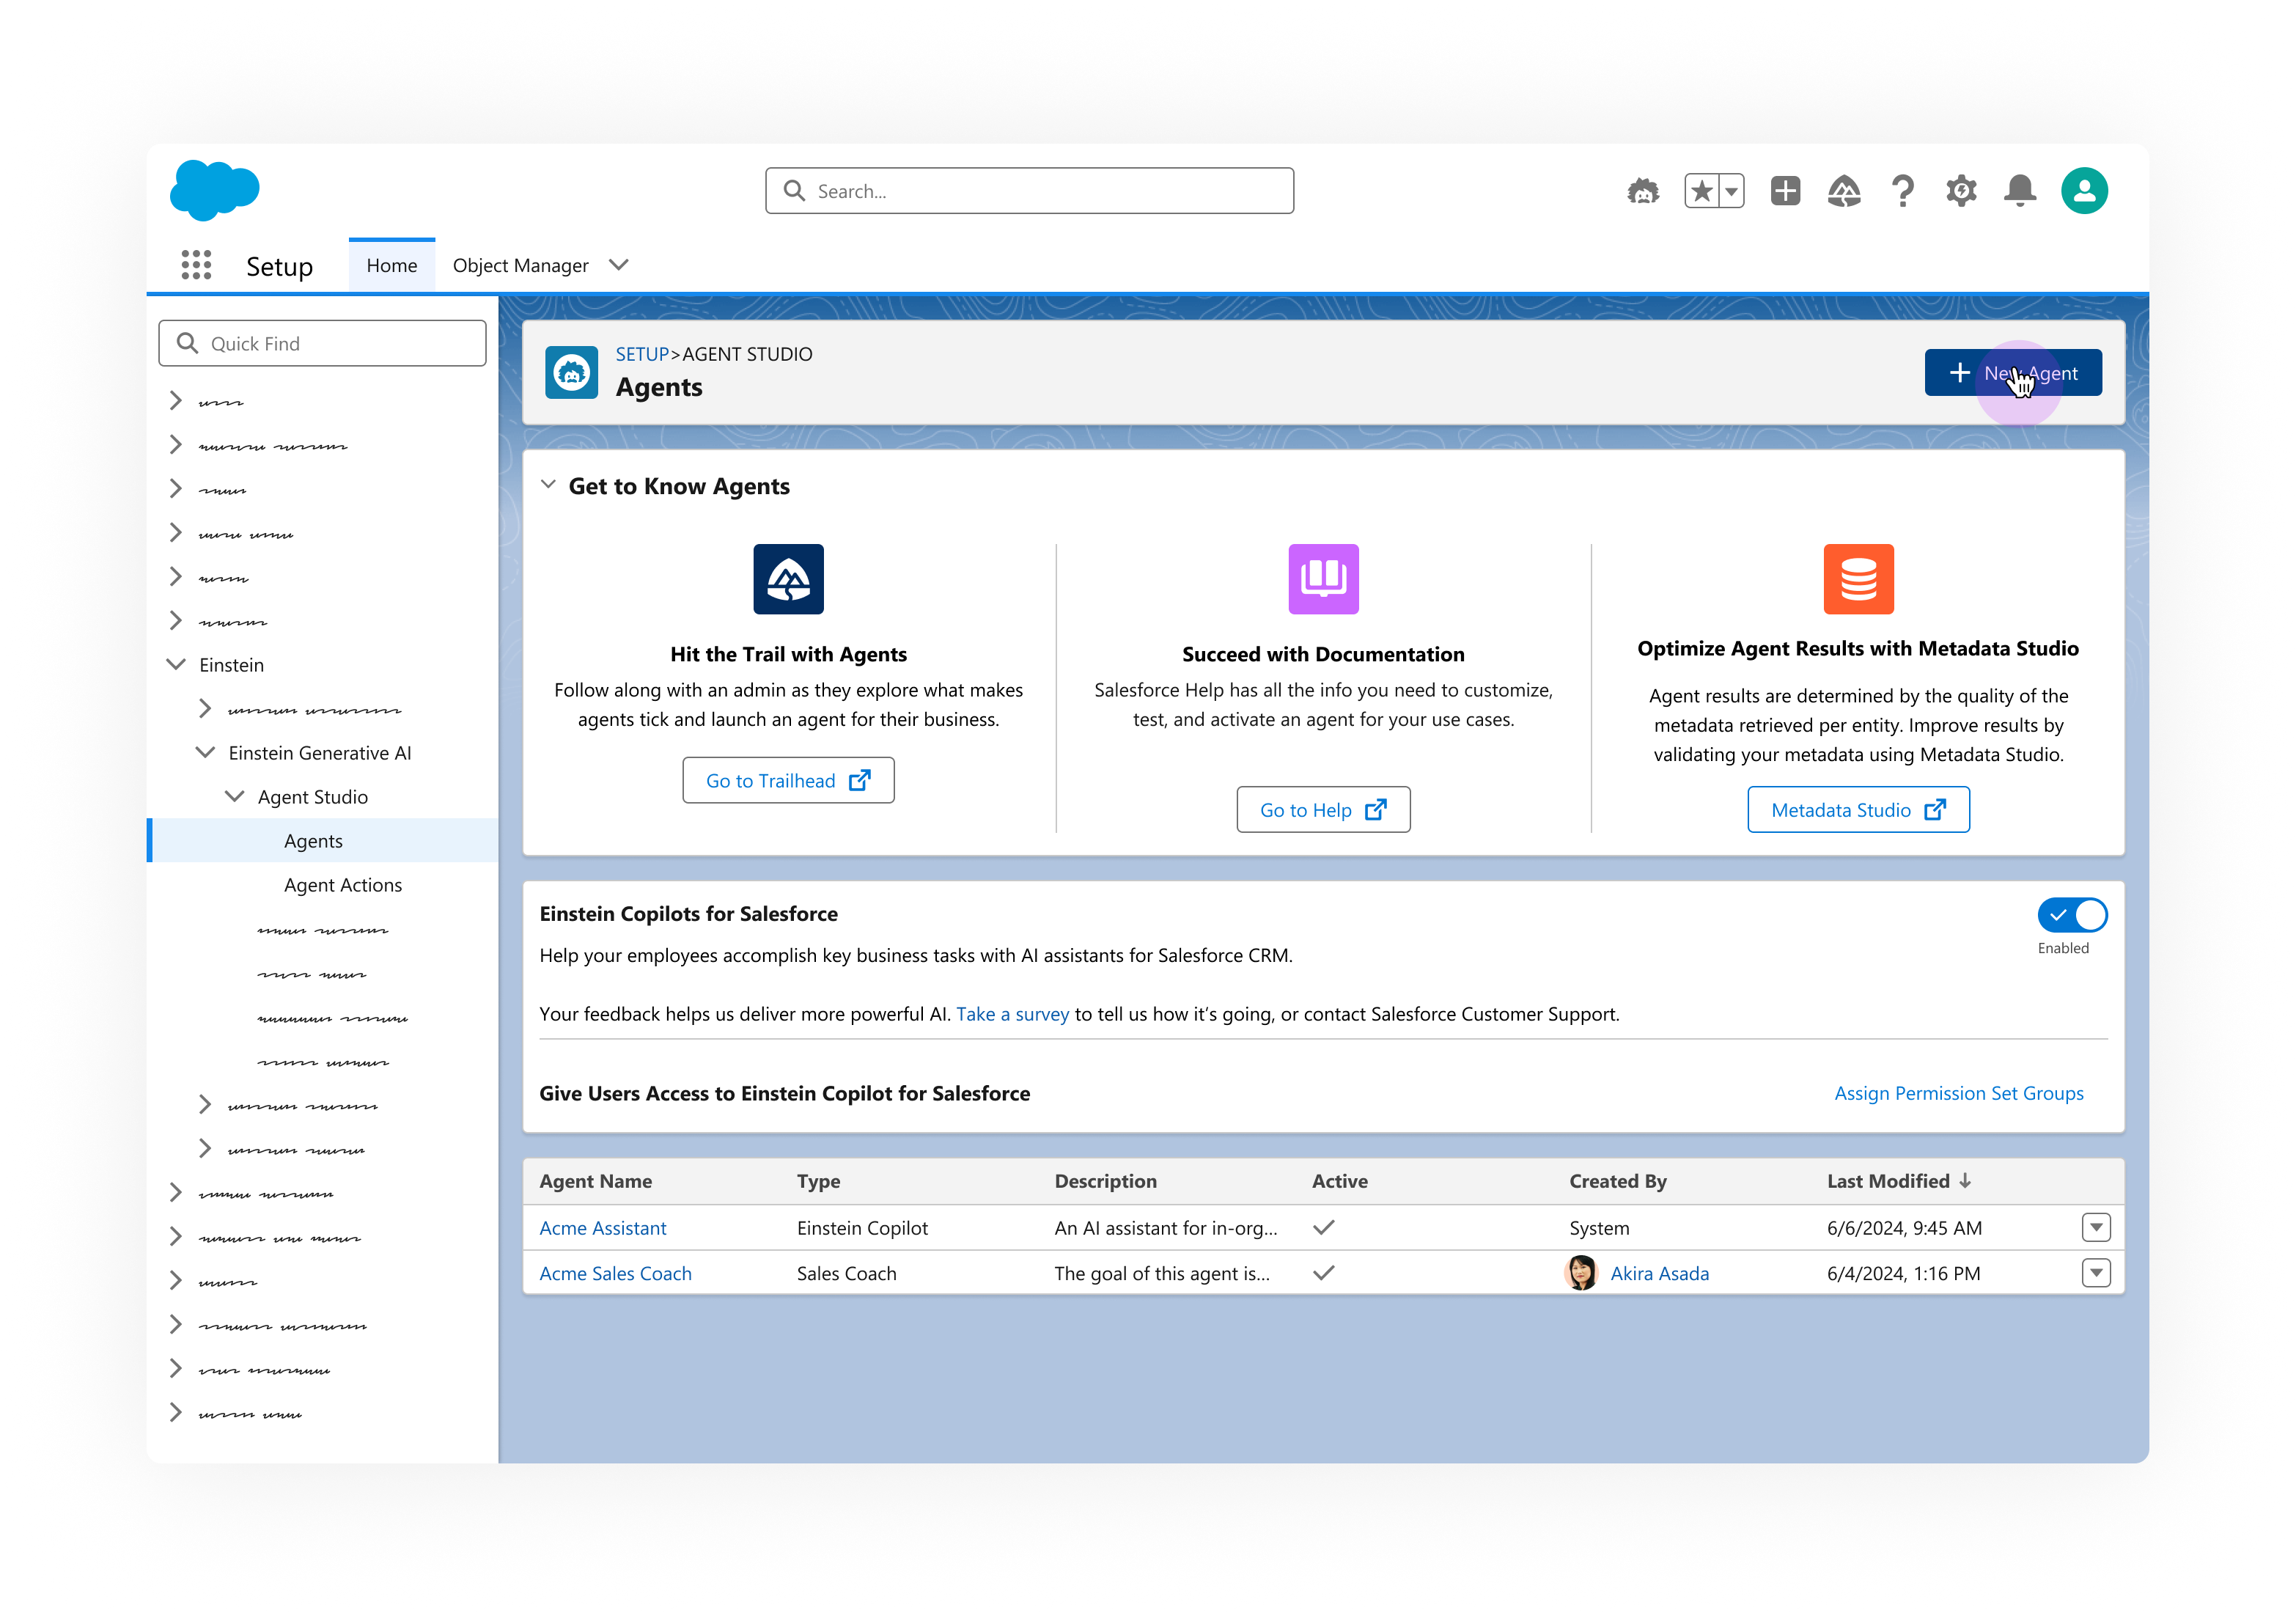 Search...
Setup
Home
Object Manager
Quick Find
Einstein
Einstein Generative AI
Agent Studio
Agents
Agent Actions
SETUP>AGENT STUDIO
Agents
New Agent
Get to Know Agents
Hit the Trail with Agents
Follow along with an admin as they explore what makes
agents tick and launch an agent for their business.
Go to Trailhead
Succeed with Documentation
Salesforce Help has all the info you need to customize,
test, and activate an agent for your use cases.
Go to Help
Optimize Agent Results with Metadata Studio
Agent results are determined by the quality of the
metadata retrieved per entity. Improve results by
validating your metadata using Metadata Studio.
Metadata Studio
Einstein Copilots for Salesforce
Enabled
Help your employees accomplish key business tasks with AI assistants for Salesforce CRM.
Your feedback helps us deliver more powerful AI. Take a survey to tell us how it’s going, or contact Salesforce Customer Support.
Give Users Access to Einstein Copilot for Salesforce
Assign Permission Set Groups
Agent Name Type Description Active Created By Last Modified
Acme Assistant Einstein Copilot An AI assistant for in-org... System 6/6/2024, 9:45 AM
Acme Sales Coach Sales Coach The goal of this agent is... Akira Asada 6/4/2024, 1:16 PM